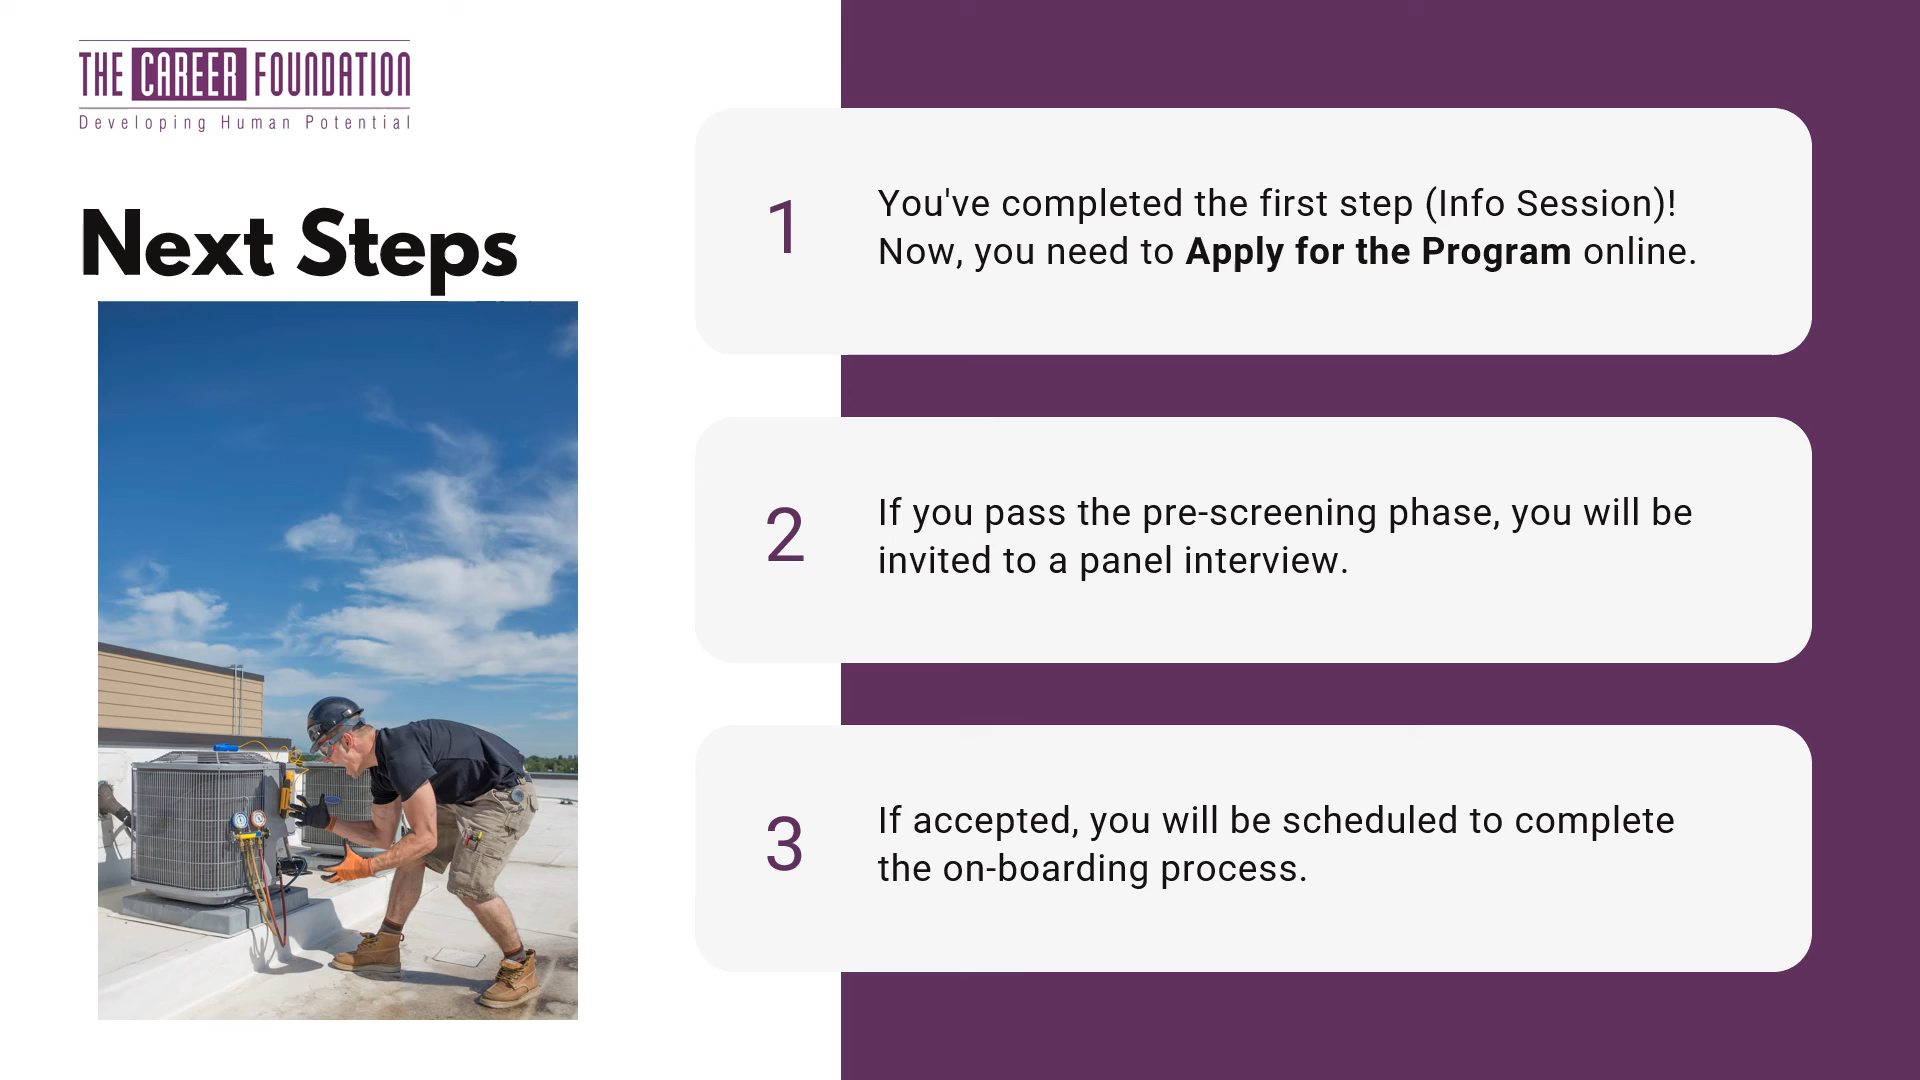 THE CAREER FOUNDATION
Developing Human Potential
Next Steps
1
You've completed the first step (Info Session)!
Now, you need to Apply for the Program online.
2
If you pass the pre-screening phase, you will be
invited to a panel interview.
3
If accepted, you will be scheduled to complete
the on-boarding process.